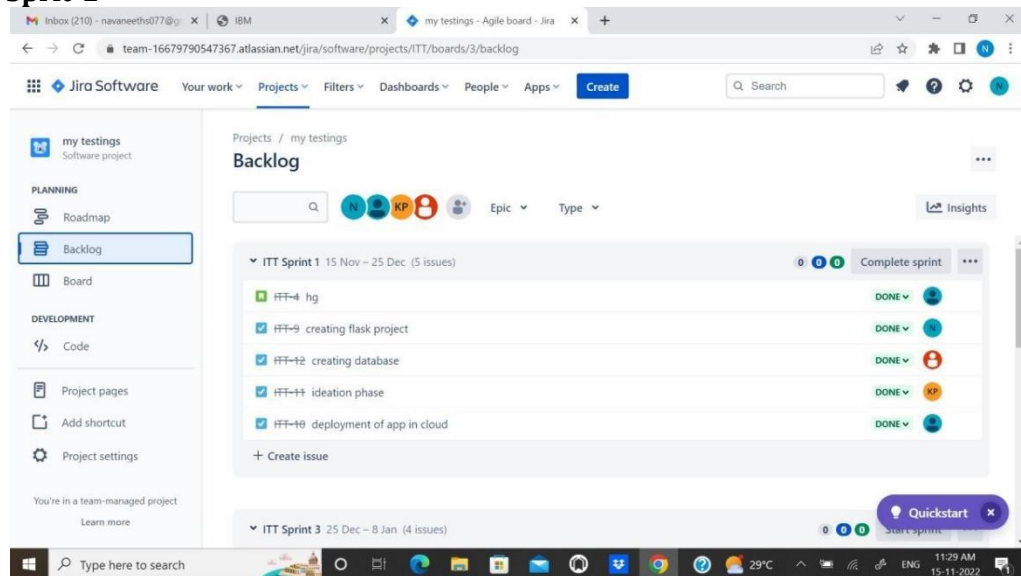 Inbox (210) - navaneeths077@g
IBM
my testings - Agile board - Jira
team-16679790547367.atlassian.net/jira/software/projects/ITT/boards/3/backlog
N
Jira Software
Your work
Projects
Filters
Dashboards
People
Apps
Create
Search
N
my testings
Software project
PLANNING
Roadmap
Backlog
Board
DEVELOPMENT
Code
Project pages
Add shortcut
Project settings
You're in a team-managed project
Learn more
Projects / my testings
Backlog
N
KP
Epic
Type
Insights
ITT Sprint 1 15 Nov – 25 Dec (5 issues)
0 0 0 Complete sprint
ITT-4 hg DONE
ITT-9 creating flask project DONE N
ITT-12 creating database DONE
ITT-11 ideation phase DONE KP
ITT-10 deployment of app in cloud DONE
+ Create issue
ITT Sprint 3 25 Dec – 8 Jan (4 issues)
0 0 0 Start sprint
Quickstart
Type here to search
29°C
ENG
11:29 AM
15-11-2022